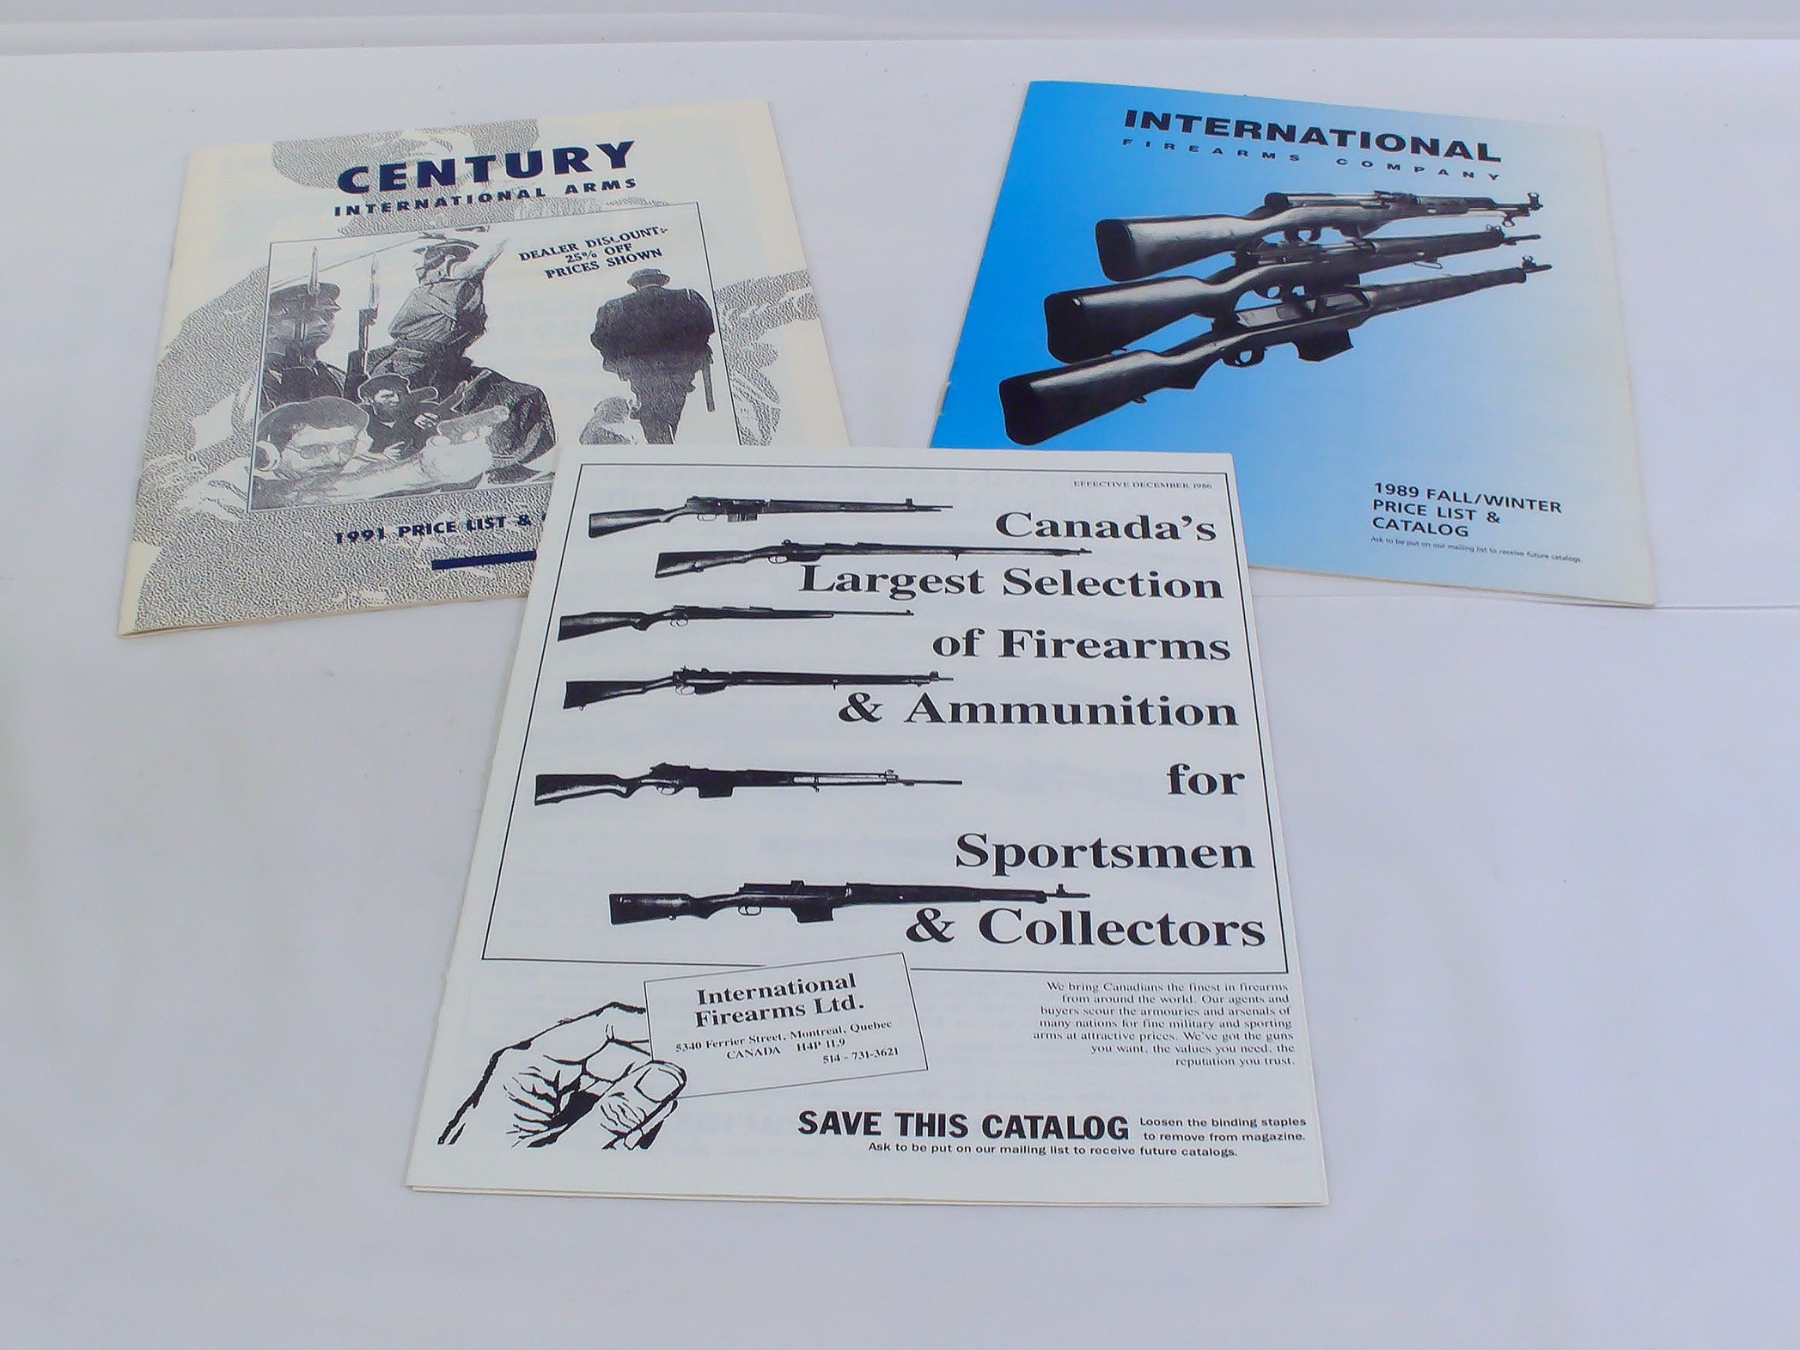 CENTURY
INTERNATIONAL ARMS
DEALER DISCOUNT:-
25% OFF
PRICES SHOWN
1991 PRICE LIST &
INTERNATIONAL
FIREARMS COMPANY
1989 FALL/WINTER
PRICE LIST &
CATALOG
Ask to be put on our mailing list to receive future catalogs.
EFFECTIVE DECEMBER 1986
Canada's
Largest Selection
of Firearms
& Ammunition
for
Sportsmen
& Collectors
International
Firearms Ltd.
5340 Ferrier Street, Montreal, Quebec
CANADA H4P 1L9
514 - 731-3621
We bring Canadians the finest in firearms
from around the world. Our agents and
buyers scour the armouries and arsenals of
many nations for fine military and sporting
arms at attractive prices. We've got the guns
you want, the values you need, the
reputation you trust.
SAVE THIS CATALOG Loosen the binding staples
to remove from magazine.
Ask to be put on our mailing list to receive future catalogs.